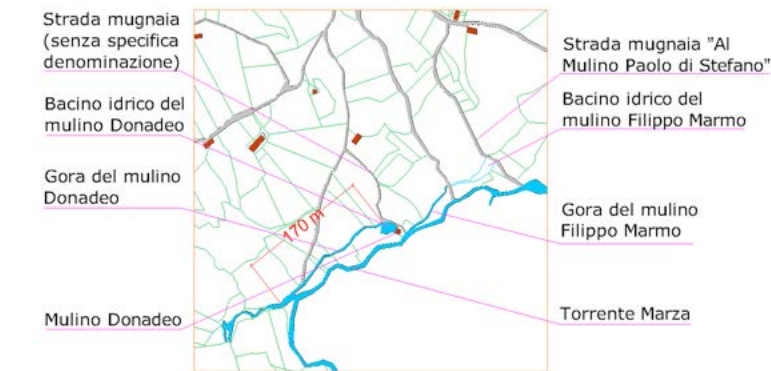 Strada mugnaia
(senza specifica
denominazione)
Bacino idrico del
mulino Donadeo
Gora del mulino
Donadeo
Mulino Donadeo
170 m
Strada mugnaia "Al
Mulino Paolo di Stefano"
Bacino idrico del
mulino Filippo Marmo
Gora del mulino
Filippo Marmo
Torrente Marza